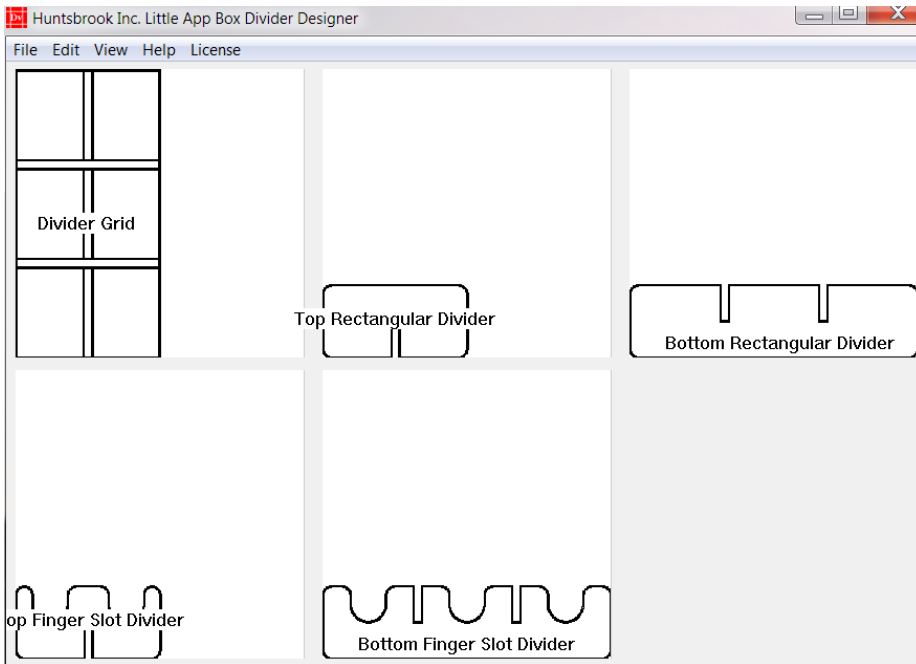 Dv Huntsbrook Inc. Little App Box Divider Designer
File Edit View Help License
Divider Grid
Top Rectangular Divider
Bottom Rectangular Divider
op Finger Slot Divider
Bottom Finger Slot Divider